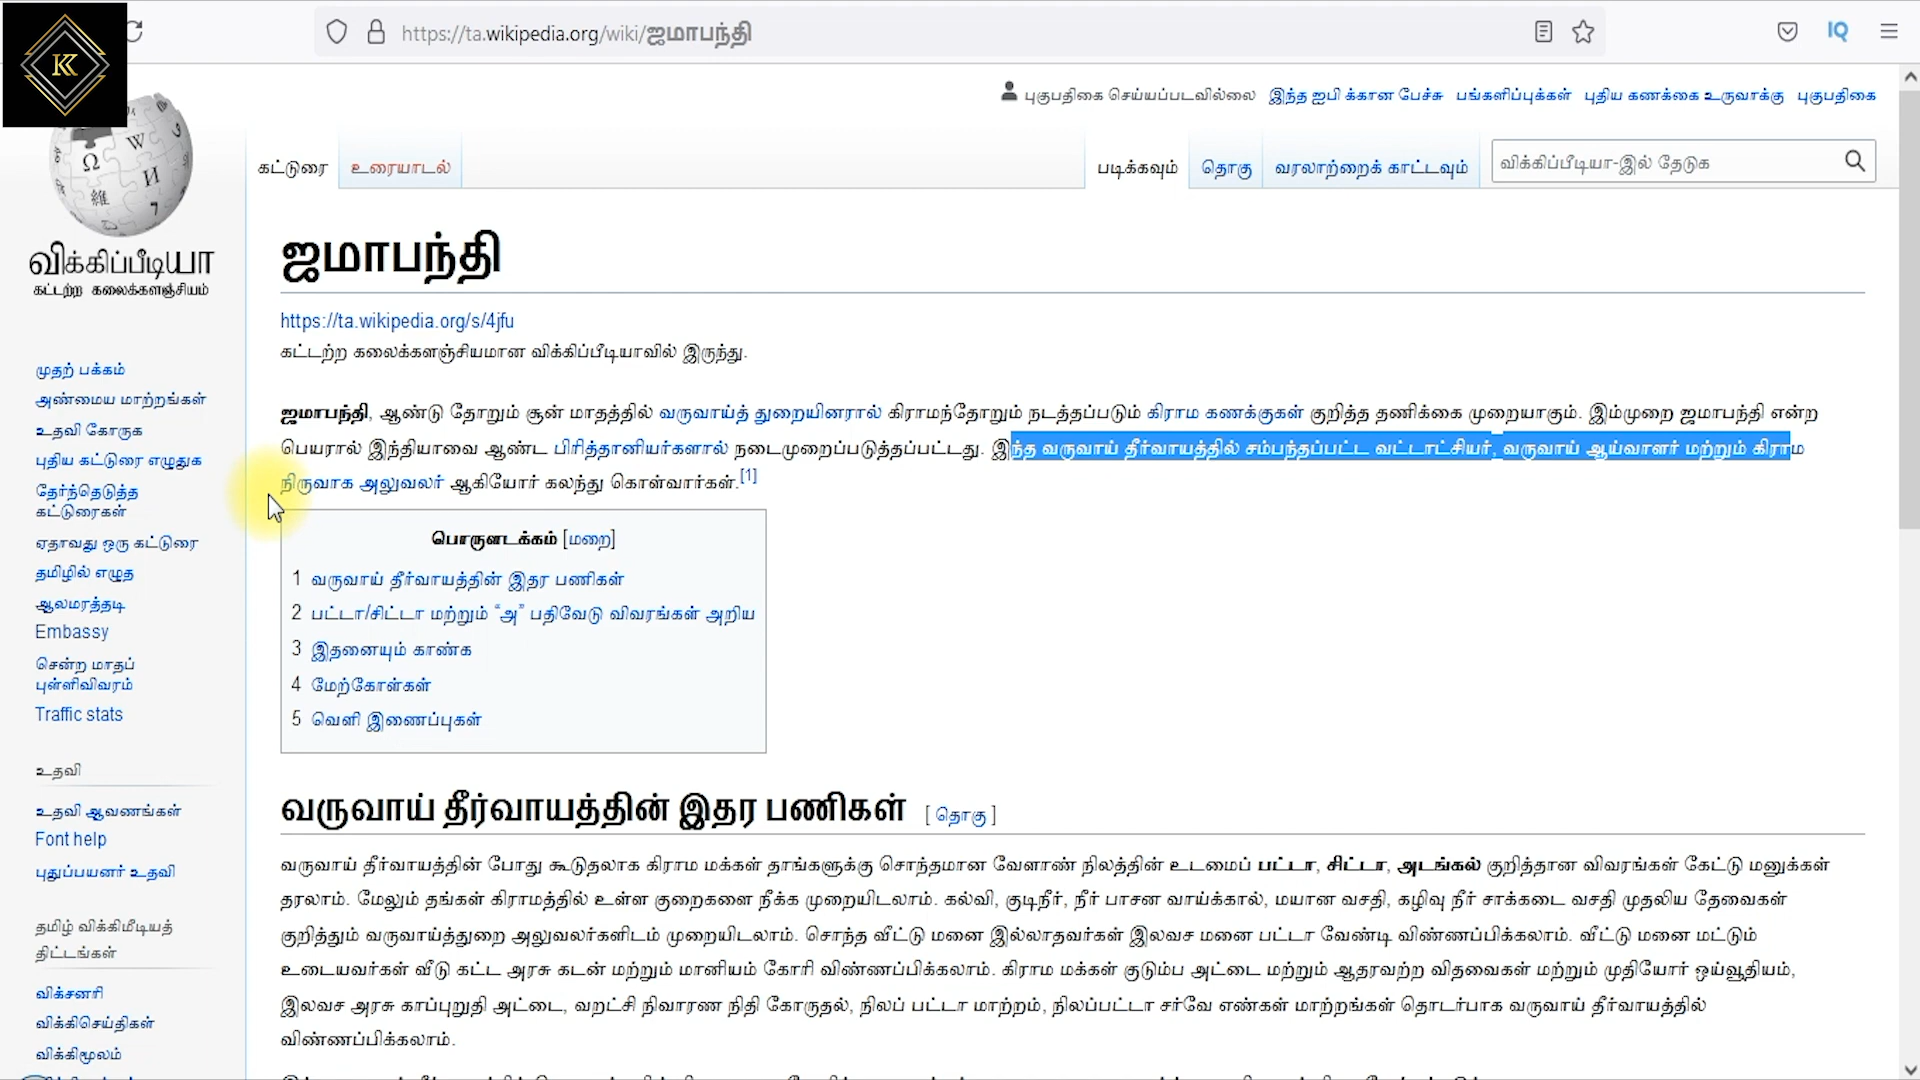 KK
https://ta.wikipedia.org/wiki/ஜமாபந்தி
IQ
புகுபதிகை செய்யப்படவில்லை இந்த ஐபி க்கான பேச்சு பங்களிப்புக்கள் புதிய கணக்கை உருவாக்கு புகுபதிகை
கட்டுரை உரையாடல் படிக்கவும் தொகு வரலாற்றைக் காட்டவும் விக்கிப்பீடியா-இல் தேடுக
விக்கிப்பீடியா
கட்டற்ற கலைக்களஞ்சியம்
முதற் பக்கம்
அண்மைய மாற்றங்கள்
உதவி கோருக
புதிய கட்டுரை எழுதுக
தேர்ந்தெடுத்த
கட்டுரைகள்
ஏதாவது ஒரு கட்டுரை
தமிழில் எழுத
ஆலமரத்தடி
Embassy
சென்ற மாதப்
புள்ளிவிவரம்
Traffic stats
உதவி
உதவி ஆவணங்கள்
Font help
புதுப்பயனர் உதவி
தமிழ் விக்கிமீடியத்
திட்டங்கள்
விக்சனரி
விக்கிசெய்திகள்
விக்கிமூலம்
ஜமாபந்தி
https://ta.wikipedia.org/s/4jfu
கட்டற்ற கலைக்களஞ்சியமான விக்கிப்பீடியாவில் இருந்து.
ஜமாபந்தி, ஆண்டு தோறும் சூன் மாதத்தில் வருவாய்த் துறையினரால் கிராமந்தோறும் நடத்தப்படும் கிராம கணக்குகள் குறித்த தணிக்கை முறையாகும். இம்முறை ஜமாபந்தி என்ற
பெயரால் இந்தியாவை ஆண்ட பிரித்தானியர்களால் நடைமுறைப்படுத்தப்பட்டது. இந்த வருவாய் தீர்வாயத்தில் சம்பந்தப்பட்ட வட்டாட்சியர், வருவாய் ஆய்வாளர் மற்றும் கிராம
நிருவாக அலுவலர் ஆகியோர் கலந்து கொள்வார்கள்.[1]
பொருளடக்கம் [மறை]
1 வருவாய் தீர்வாயத்தின் இதர பணிகள்
2 பட்டா/சிட்டா மற்றும் “அ” பதிவேடு விவரங்கள் அறிய
3 இதனையும் காண்க
4 மேற்கோள்கள்
5 வெளி இணைப்புகள்
வருவாய் தீர்வாயத்தின் இதர பணிகள் [ தொகு ]
வருவாய் தீர்வாயத்தின் போது கூடுதலாக கிராம மக்கள் தாங்களுக்கு சொந்தமான வேளாண் நிலத்தின் உடமைப் பட்டா, சிட்டா, அடங்கல் குறித்தான விவரங்கள் கேட்டு மனுக்கள்
தரலாம். மேலும் தங்கள் கிராமத்தில் உள்ள குறைகளை நீக்க முறையிடலாம். கல்வி, குடிநீர், நீர் பாசன வாய்க்கால், மயான வசதி, கழிவு நீர் சாக்கடை வசதி முதலிய தேவைகள்
குறித்தும் வருவாய்த்துறை அலுவலர்களிடம் முறையிடலாம். சொந்த வீட்டு மனை இல்லாதவர்கள் இலவச மனை பட்டா வேண்டி விண்ணப்பிக்கலாம். வீட்டு மனை மட்டும்
உடையவர்கள் வீடு கட்ட அரசு கடன் மற்றும் மானியம் கோரி விண்ணப்பிக்கலாம். கிராம மக்கள் குடும்ப அட்டை மற்றும் ஆதரவற்ற விதவைகள் மற்றும் முதியோர் ஒய்வூதியம்,
இலவச அரசு காப்புறுதி அட்டை, வறட்சி நிவாரண நிதி கோருதல், நிலப் பட்டா மாற்றம், நிலப்பட்டா சர்வே எண்கள் மாற்றங்கள் தொடர்பாக வருவாய் தீர்வாயத்தில்
விண்ணப்பிக்கலாம்.